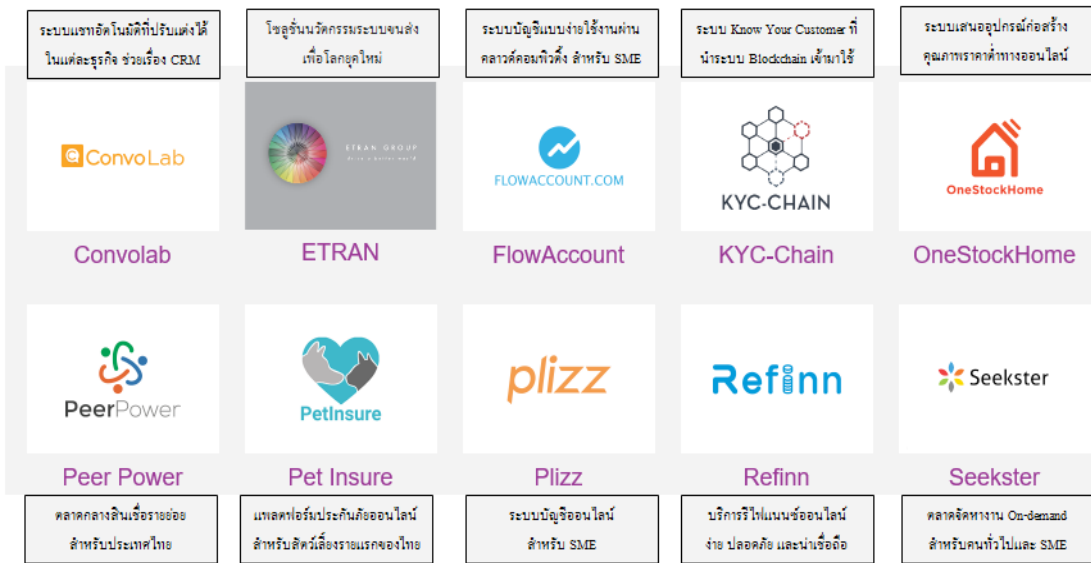 ระบบแชทอัตโนมัติที่ปรับแต่งได้
ในแต่ละธุรกิจ ช่วยเรื่อง CRM
โซลูชั่นนวัตกรรมระบบขนส่ง
เพื่อโลกยุคใหม่
ระบบบัญชีแบบง่ายใช้งานผ่าน
คลาวด์คอมพิวติ้ง สำหรับ SME
ระบบ Know Your Customer ที่
นำระบบ Blockchain เข้ามาใช้
ระบบเสนออุปกรณ์ก่อสร้าง
คุณภาพราคาต่ำทางออนไลน์
ConvoLab
ETRAN GROUP
drive a better world
FLOWACCOUNT.COM
KYC-CHAIN
OneStockHome
Convolab
ETRAN
FlowAccount
KYC-Chain
OneStockHome
PeerPower
PetInsure
plizz
Refinn
Seekster
Peer Power
Pet Insure
Plizz
Refinn
Seekster
ตลาดกลางสินเชื่อรายย่อย
สำหรับประเทศไทย
แพลตฟอร์มประกันภัยออนไลน์
สำหรับสัตว์เลี้ยงรายแรกของไทย
ระบบบัญชีออนไลน์
สำหรับ SME
บริการรีไฟแนนซ์ออนไลน์
ง่าย ปลอดภัย และน่าเชื่อถือ
ตลาดจัดหางาน On-demand
สำหรับคนทั่วไปและ SME